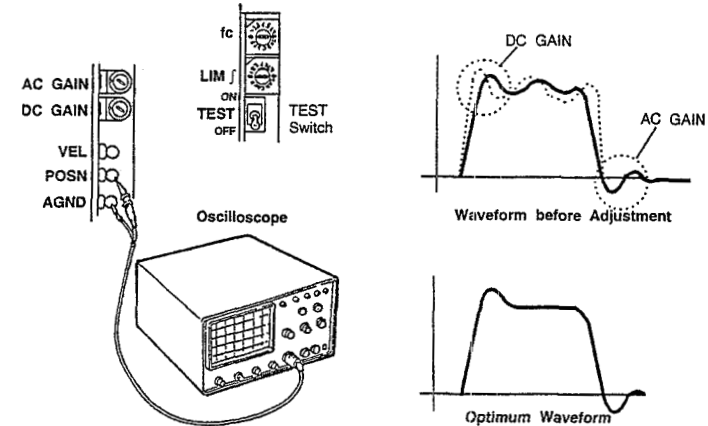 AC GAIN
DC GAIN
VEL
POSN
AGND
fc
LIM ∫
ON
TEST
OFF
TEST
Switch
Oscilloscope
DC GAIN
AC GAIN
Waveform before Adjustment
Optimum Waveform